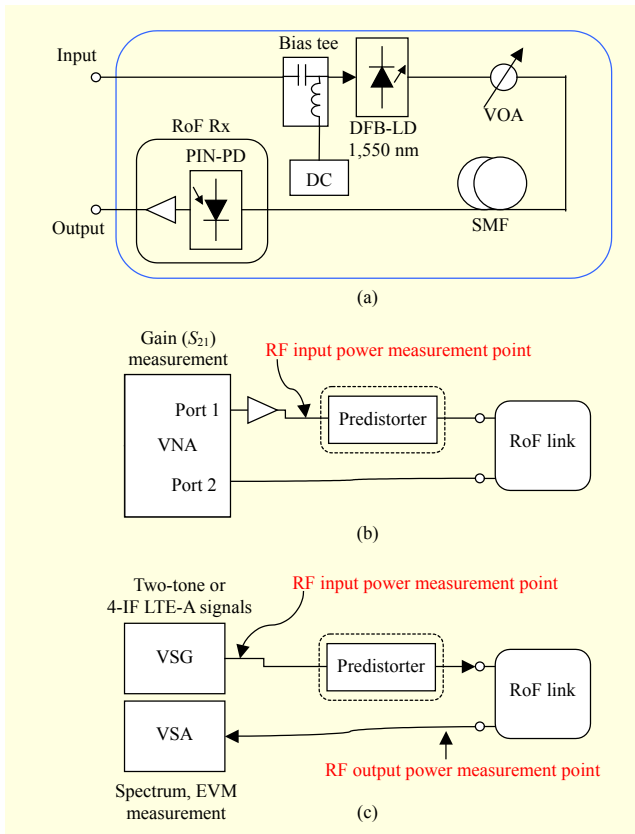 Bias tee
Input
VOA
DFB-LD
1,550 nm
RoF Rx
PIN-PD
DC
Output
SMF
(a)
Gain (S21)
measurement
RF input power measurement point
Port 1
Predistorter
VNA
RoF link
Port 2
(b)
Two-tone or
4-IF LTE-A signals
RF input power measurement point
VSG
Predistorter
RoF link
VSA
RF output power measurement point
Spectrum, EVM
measurement
(c)